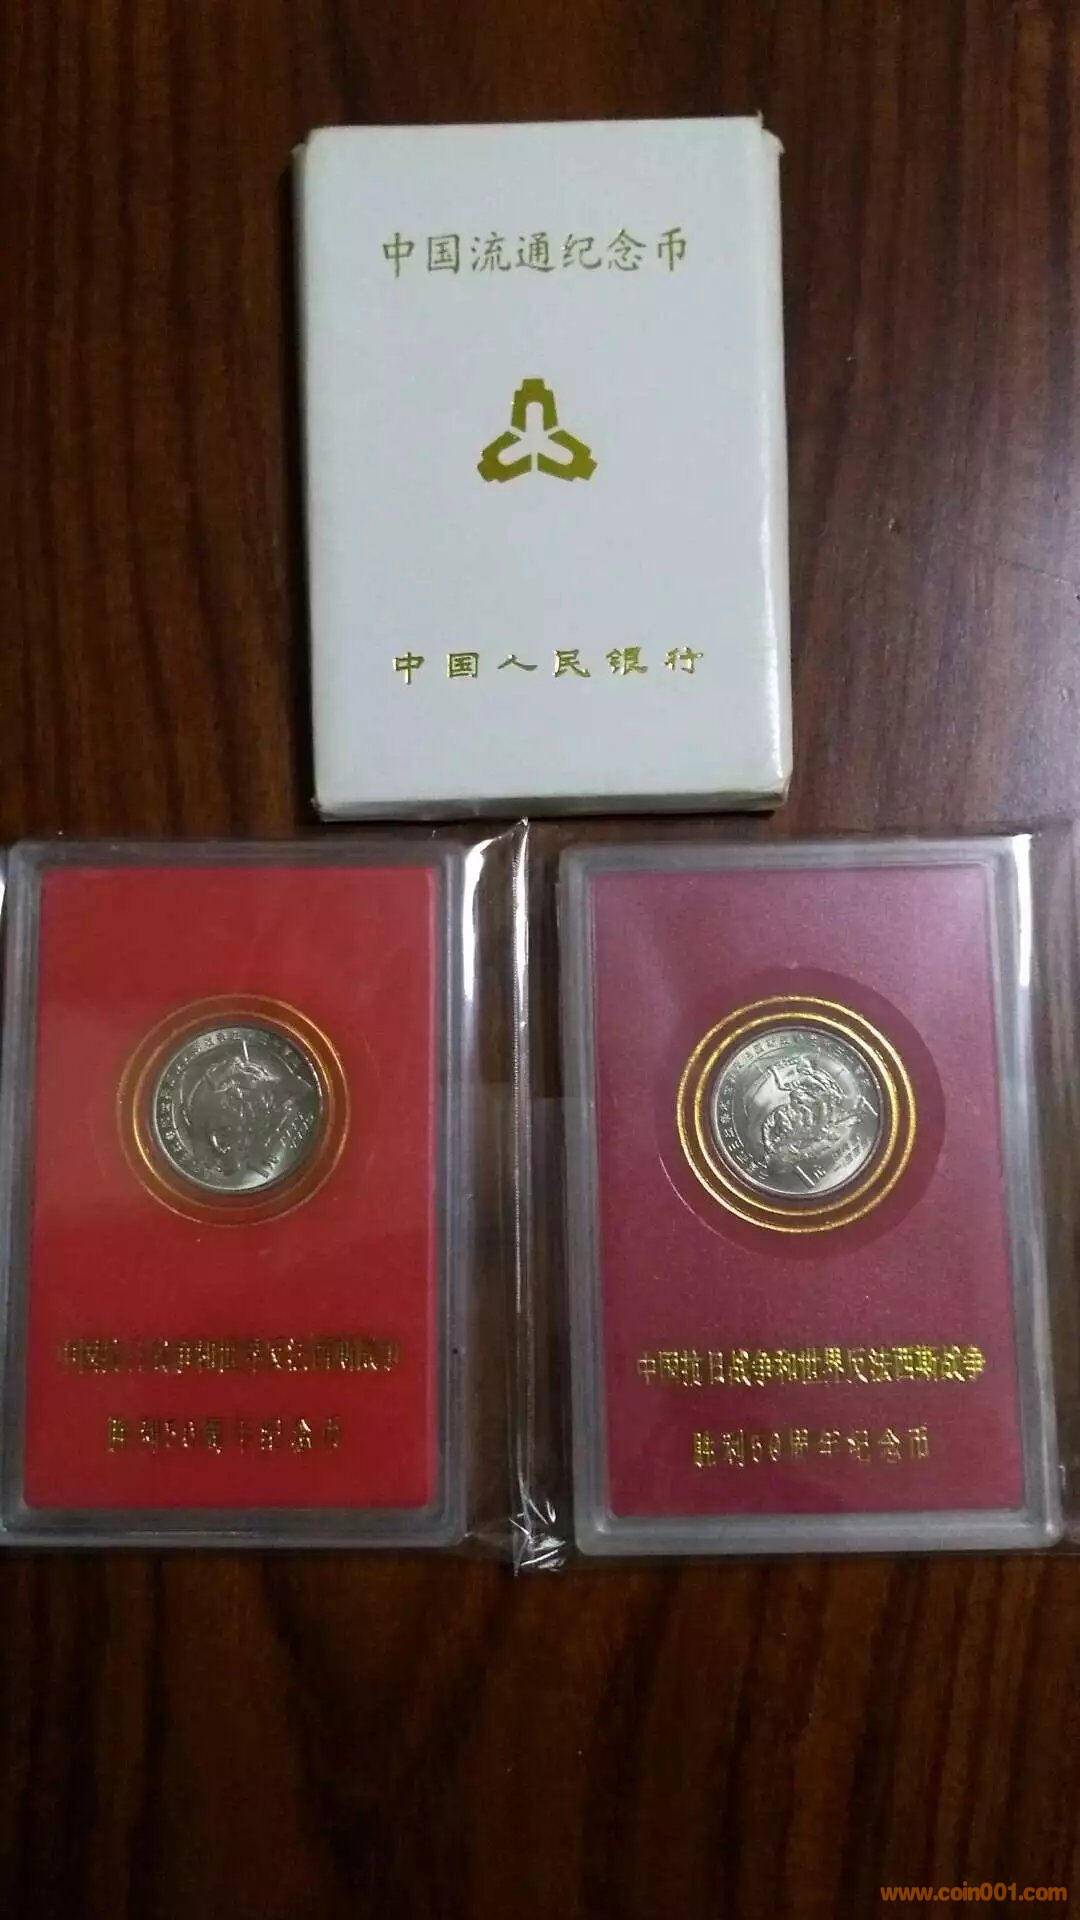 中国流通纪念币
中国人民银行
中国抗日战争和世界反法西斯战争
胜利50周年纪念币
中国抗日战争和世界反法西斯战争
胜利50周年纪念币
1元
www.coin001.com